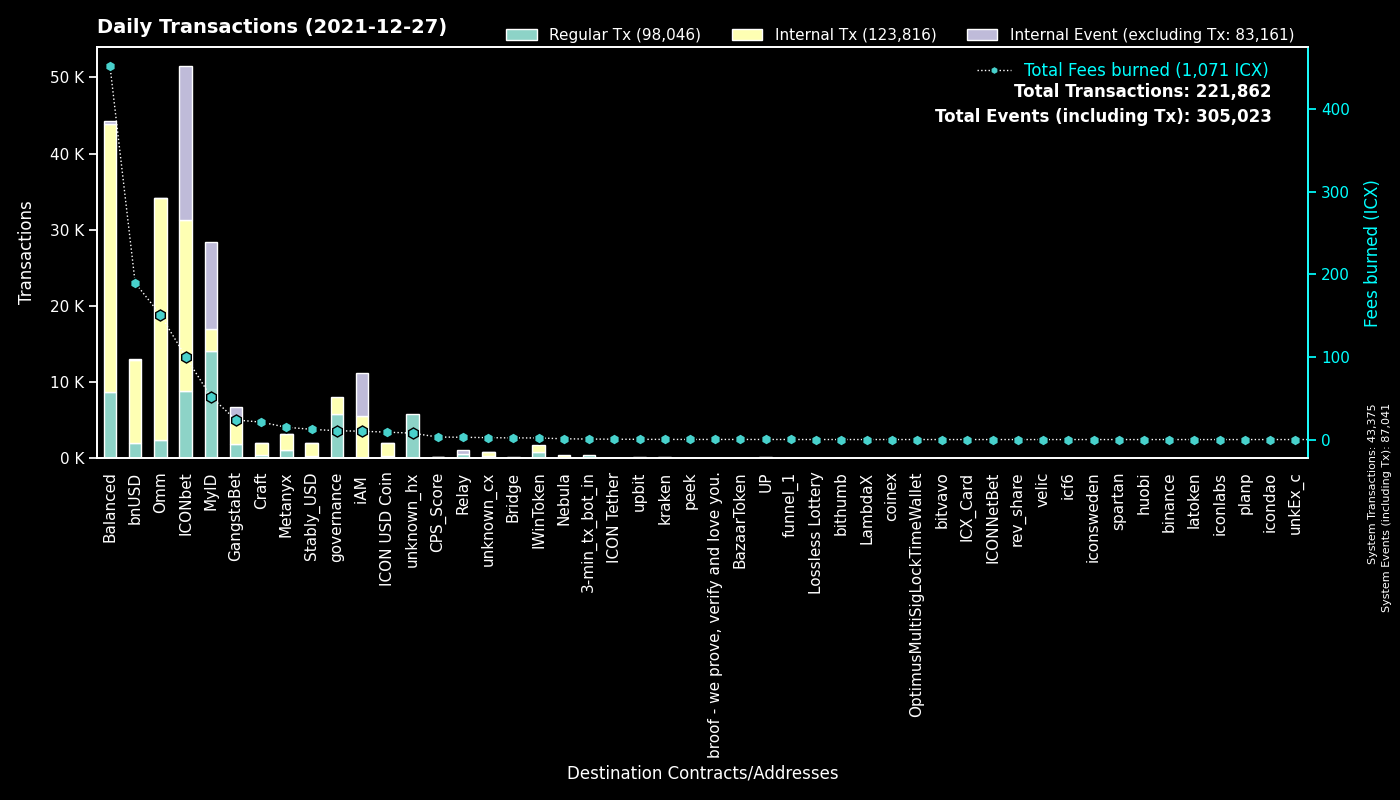 Daily Transactions (2021-12-27)
Regular Tx (98,046)
Internal Tx (123,816)
Internal Event (excluding Tx: 83,161)
Total Fees burned (1,071 ICX)
Total Transactions: 221,862
Total Events (including Tx): 305,023
Transactions
50 K
40 K
30 K
20 K
10 K
0 K
400
300
200
100
0
Fees burned (ICX)
System Transactions: 43,375
System Events (including Tx): 87,041
Balanced
bnUSD
Omm
ICONbet
MyID
GangstaBet
Craft
Metanyx
Stably_USD
governance
iAM
ICON USD Coin
unknown_hx
CPS_Score
Relay
unknown_cx
Bridge
IWinToken
Nebula
3-min_tx_bot_in
ICON Tether
upbit
kraken
peek
broof - we prove, verify and love you.
BazaarToken
UP
funnel_1
Lossless Lottery
bithumb
LambdaX
coinex
OptimusMultiSigLockTimeWallet
bitvavo
ICX_Card
ICONNetBet
rev_share
velic
icf6
iconsweden
spartan
huobi
binance
latoken
iconlabs
planp
icondao
unkEx_c
Destination Contracts/Addresses